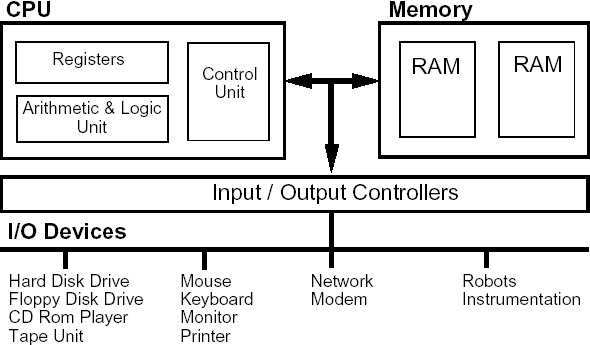 CPU
Memory
Registers
Control
Unit
Arithmetic & Logic
Unit
RAM
RAM
Input / Output Controllers
I/O Devices
Hard Disk Drive
Floppy Disk Drive
CD Rom Player
Tape Unit
Mouse
Keyboard
Monitor
Printer
Network
Modem
Robots
Instrumentation